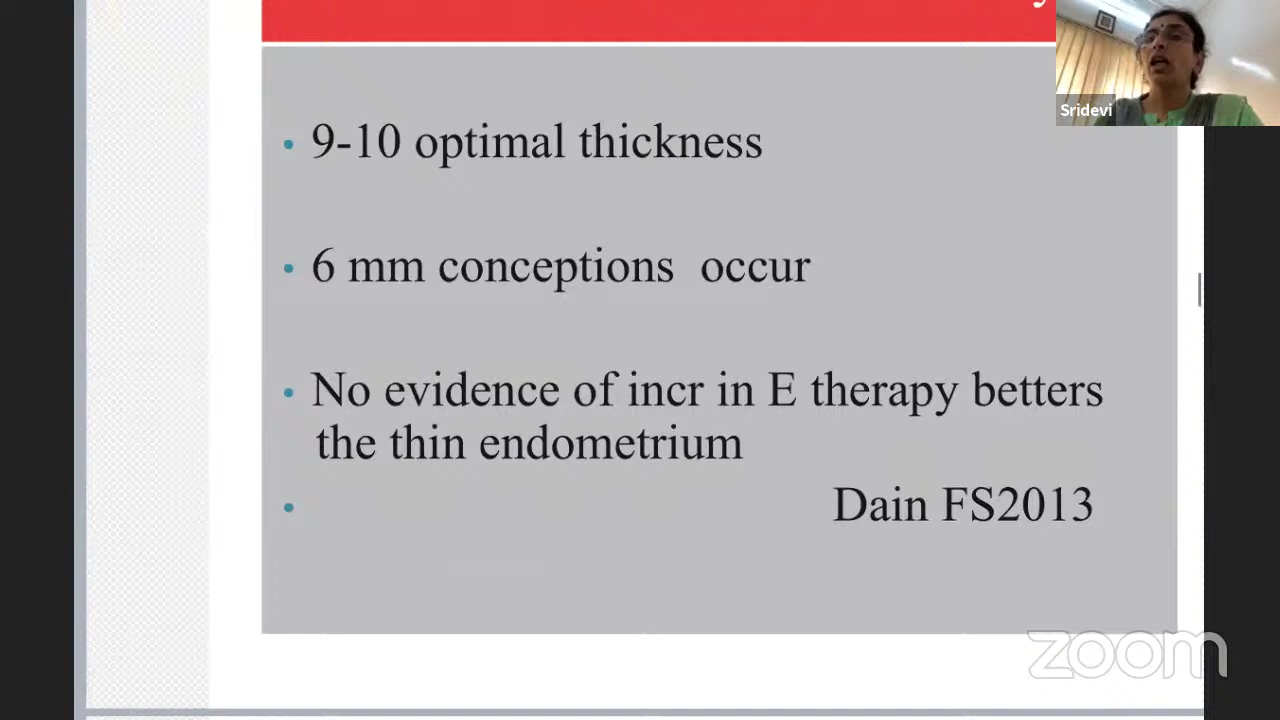 Sridevi
• 9-10 optimal thickness
• 6 mm conceptions occur
• No evidence of incr in E therapy betters
the thin endometrium
• Dain FS2013
zoom